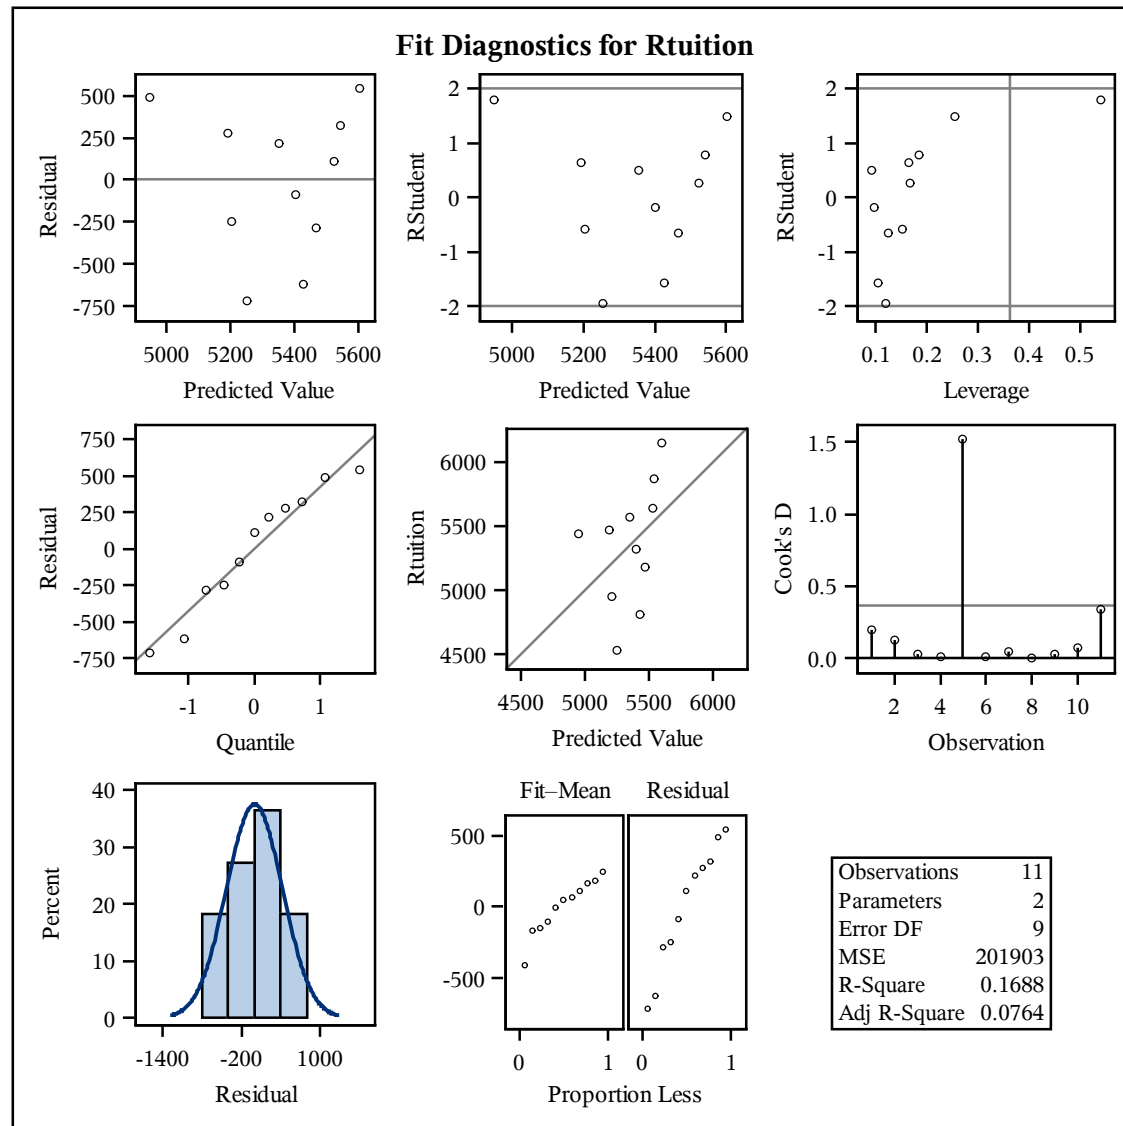 Fit Diagnostics for Rtuition
Residual
500
250
0
-250
-500
-750
5000 5200 5400 5600
Predicted Value
RStudent
2
1
0
-1
-2
5000 5200 5400 5600
Predicted Value
RStudent
2
1
0
-1
-2
0.1 0.2 0.3 0.4 0.5
Leverage
Residual
750
500
250
0
-250
-500
-750
-1 0 1
Quantile
Rtuition
6000
5500
5000
4500
4500 5000 5500 6000
Predicted Value
Cook's D
1.5
1.0
0.5
0.0
2 4 6 8 10
Observation
Percent
40
30
20
10
0
-1400 -200 1000
Residual
Fit–Mean Residual
500
0
-500
0 1 0 1
Proportion Less
Observations 11
Parameters 2
Error DF 9
MSE 201903
R-Square 0.1688
Adj R-Square 0.0764